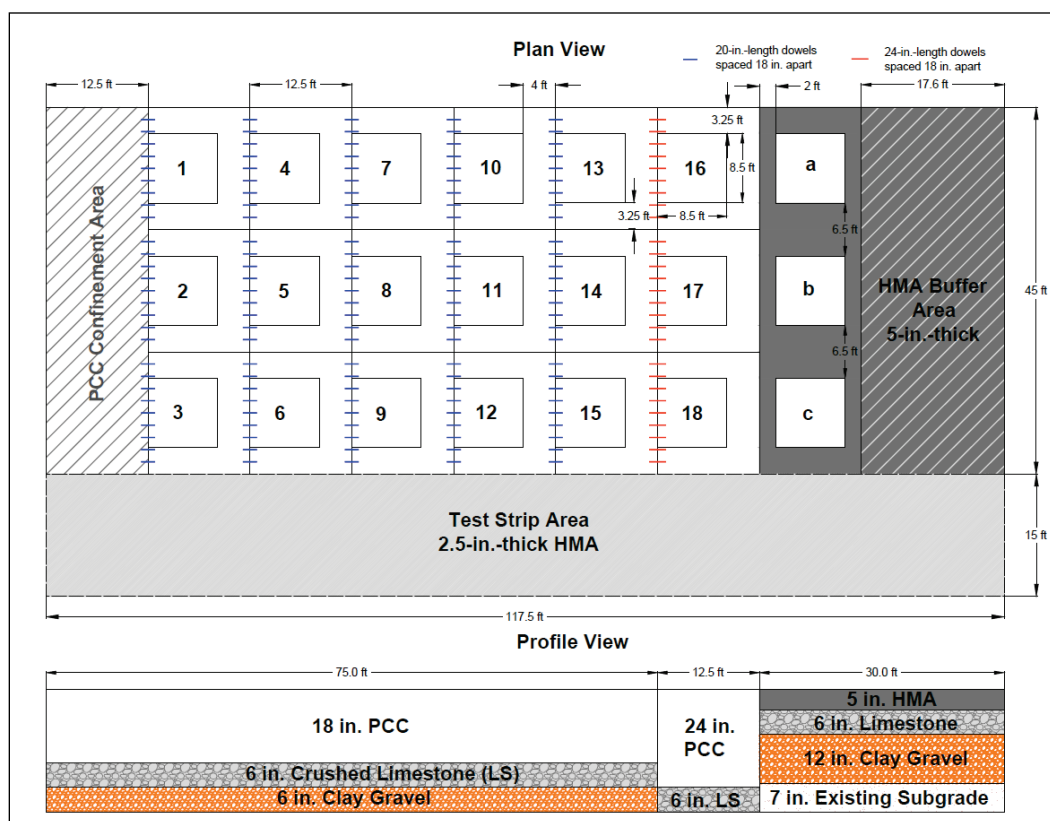 Plan View
20-in.-length dowels
spaced 18 in. apart
24-in.-length dowels
spaced 18 in. apart
12.5 ft
12.5 ft
4 ft
2 ft
17.6 ft
3.25 ft
1
4
7
10
13
16
a
8.5 ft
3.25 ft
8.5 ft
6.5 ft
PCC Confinement Area
2
5
8
11
14
17
b
HMA Buffer
Area
5-in.-thick
45 ft
6.5 ft
3
6
9
12
15
18
c
Test Strip Area
2.5-in.-thick HMA
15 ft
117.5 ft
Profile View
75.0 ft
12.5 ft
30.0 ft
18 in. PCC
24 in.
PCC
5 in. HMA
6 in. Limestone
12 in. Clay Gravel
6 in. Crushed Limestone (LS)
6 in. Clay Gravel
6 in. LS
7 in. Existing Subgrade